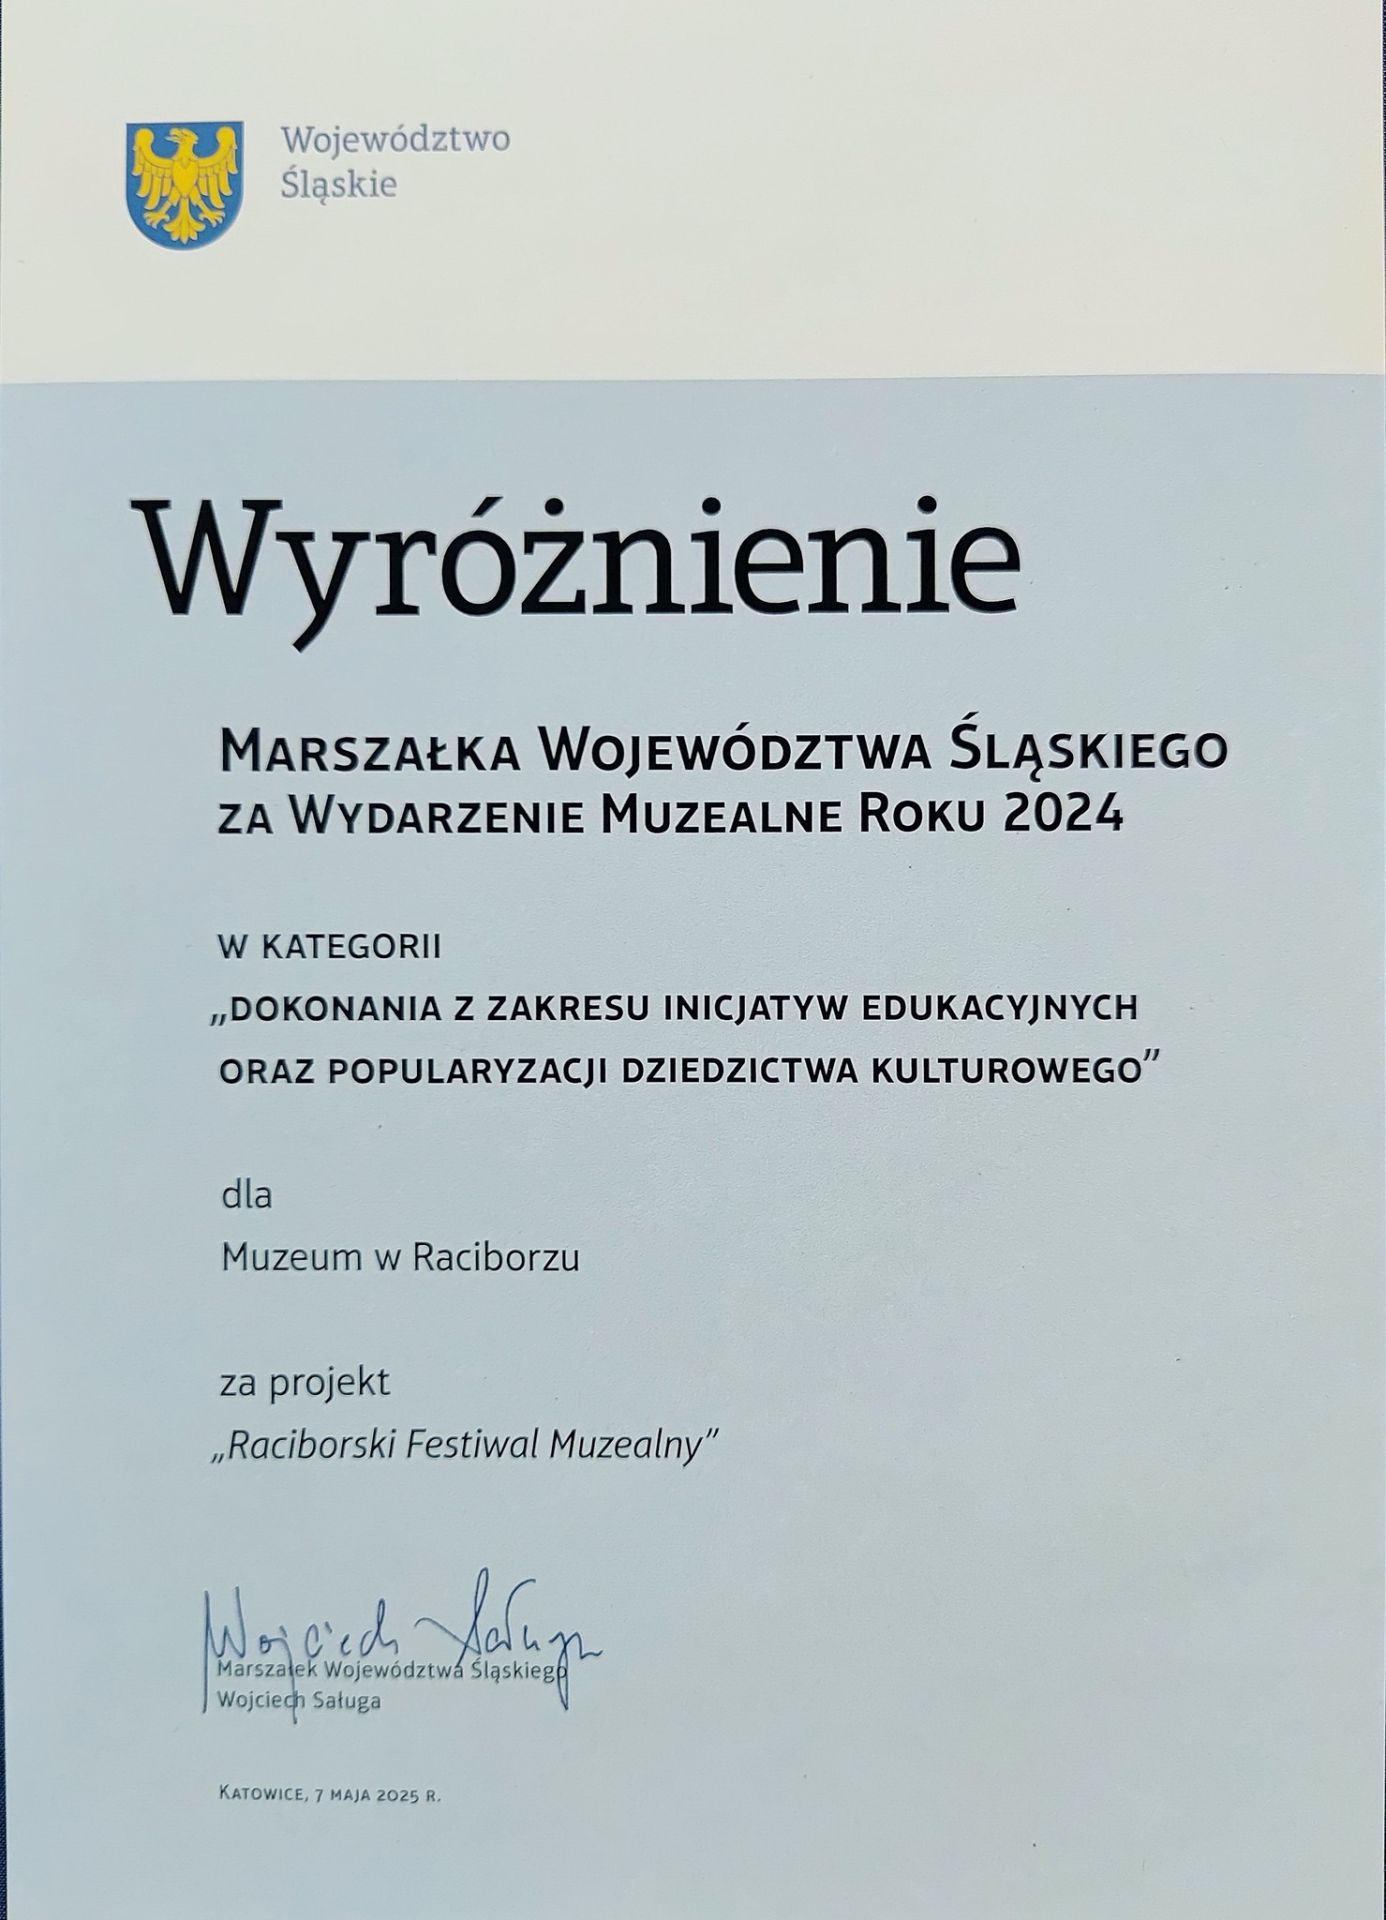 Województwo
Śląskie
Wyróżnienie
Marszałka Województwa Śląskiego
za Wydarzenie Muzealne Roku 2024
w kategorii
„dokonania z zakresu inicjatyw edukacyjnych
oraz popularyzacji dziedzictwa kulturowego”
dla
Muzeum w Raciborzu
za projekt
„Raciborski Festiwal Muzealny”
Wojciech Saługa
Marszałek Województwa Śląskiego
Wojciech Saługa
Katowice, 7 maja 2025 r.